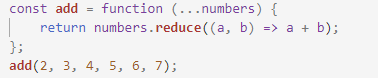 const add = function (...numbers) {
    return numbers.reduce((a, b) => a + b);
};
add(2, 3, 4, 5, 6, 7);